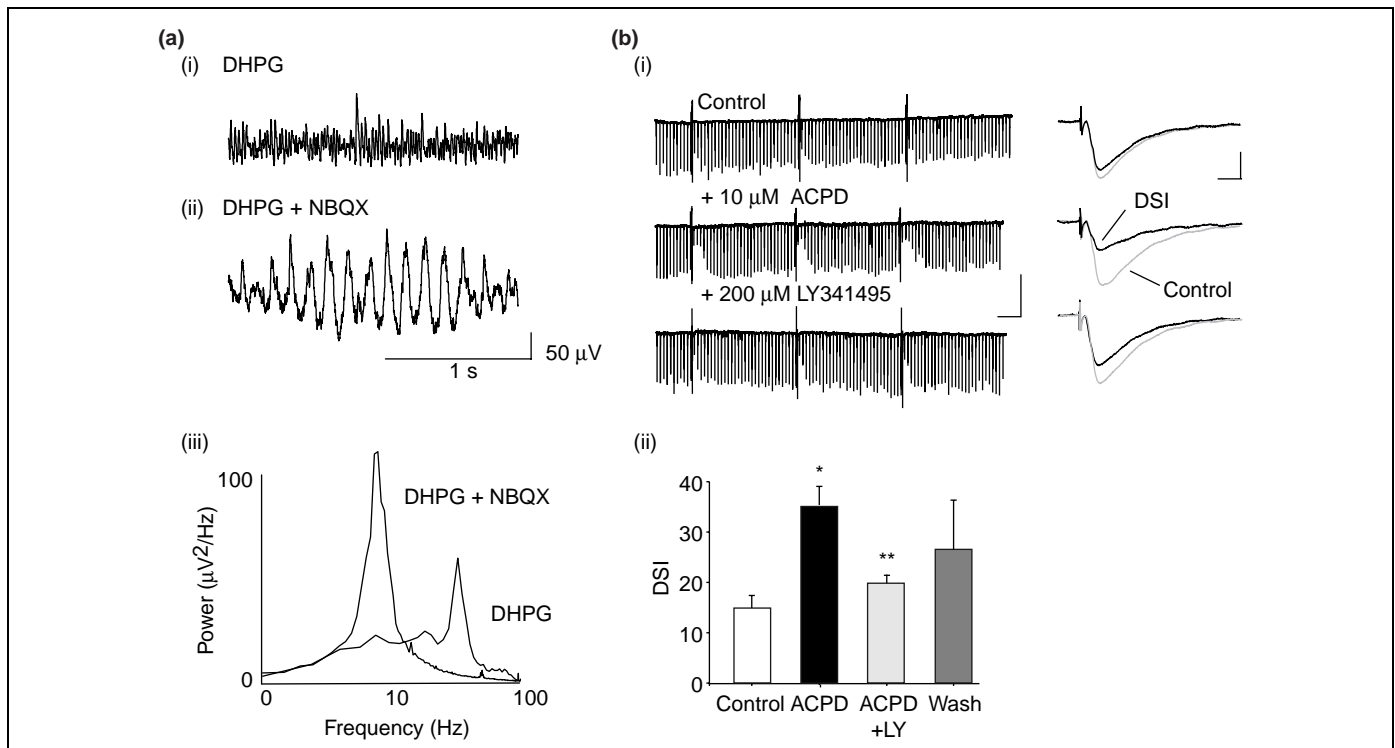 (a)
(i) DHPG
(ii) DHPG + NBQX
50 µV
1 s
(iii)
100
0
Power (µV2/Hz)
DHPG + NBQX
DHPG
0 10 100
Frequency (Hz)
(b)
(i)
Control
+ 10 µM ACPD
+ 200 µM LY341495
DSI
Control
(ii)
40
30
20
10
0
DSI
*
**
Control ACPD ACPD Wash
+LY